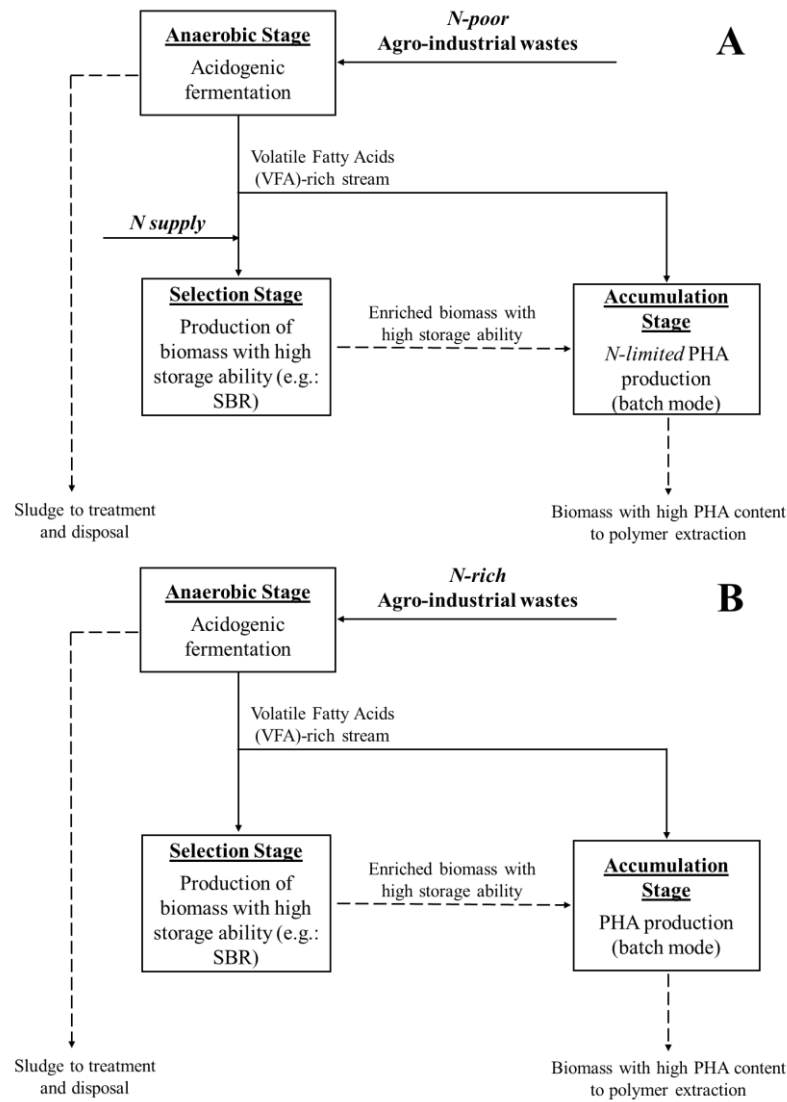 A
N-poor
Agro-industrial wastes
Anaerobic Stage
Acidogenic
fermentation
Volatile Fatty Acids
(VFA)-rich stream
N supply
Selection Stage
Production of
biomass with high
storage ability (e.g.:
SBR)
Enriched biomass with
high storage ability
Accumulation
Stage
N-limited PHA
production
(batch mode)
Sludge to treatment
and disposal
Biomass with high PHA content
to polymer extraction
B
N-rich
Agro-industrial wastes
Anaerobic Stage
Acidogenic
fermentation
Volatile Fatty Acids
(VFA)-rich stream
Selection Stage
Production of
biomass with high
storage ability (e.g.:
SBR)
Enriched biomass with
high storage ability
Accumulation
Stage
PHA production
(batch mode)
Sludge to treatment
and disposal
Biomass with high PHA content
to polymer extraction